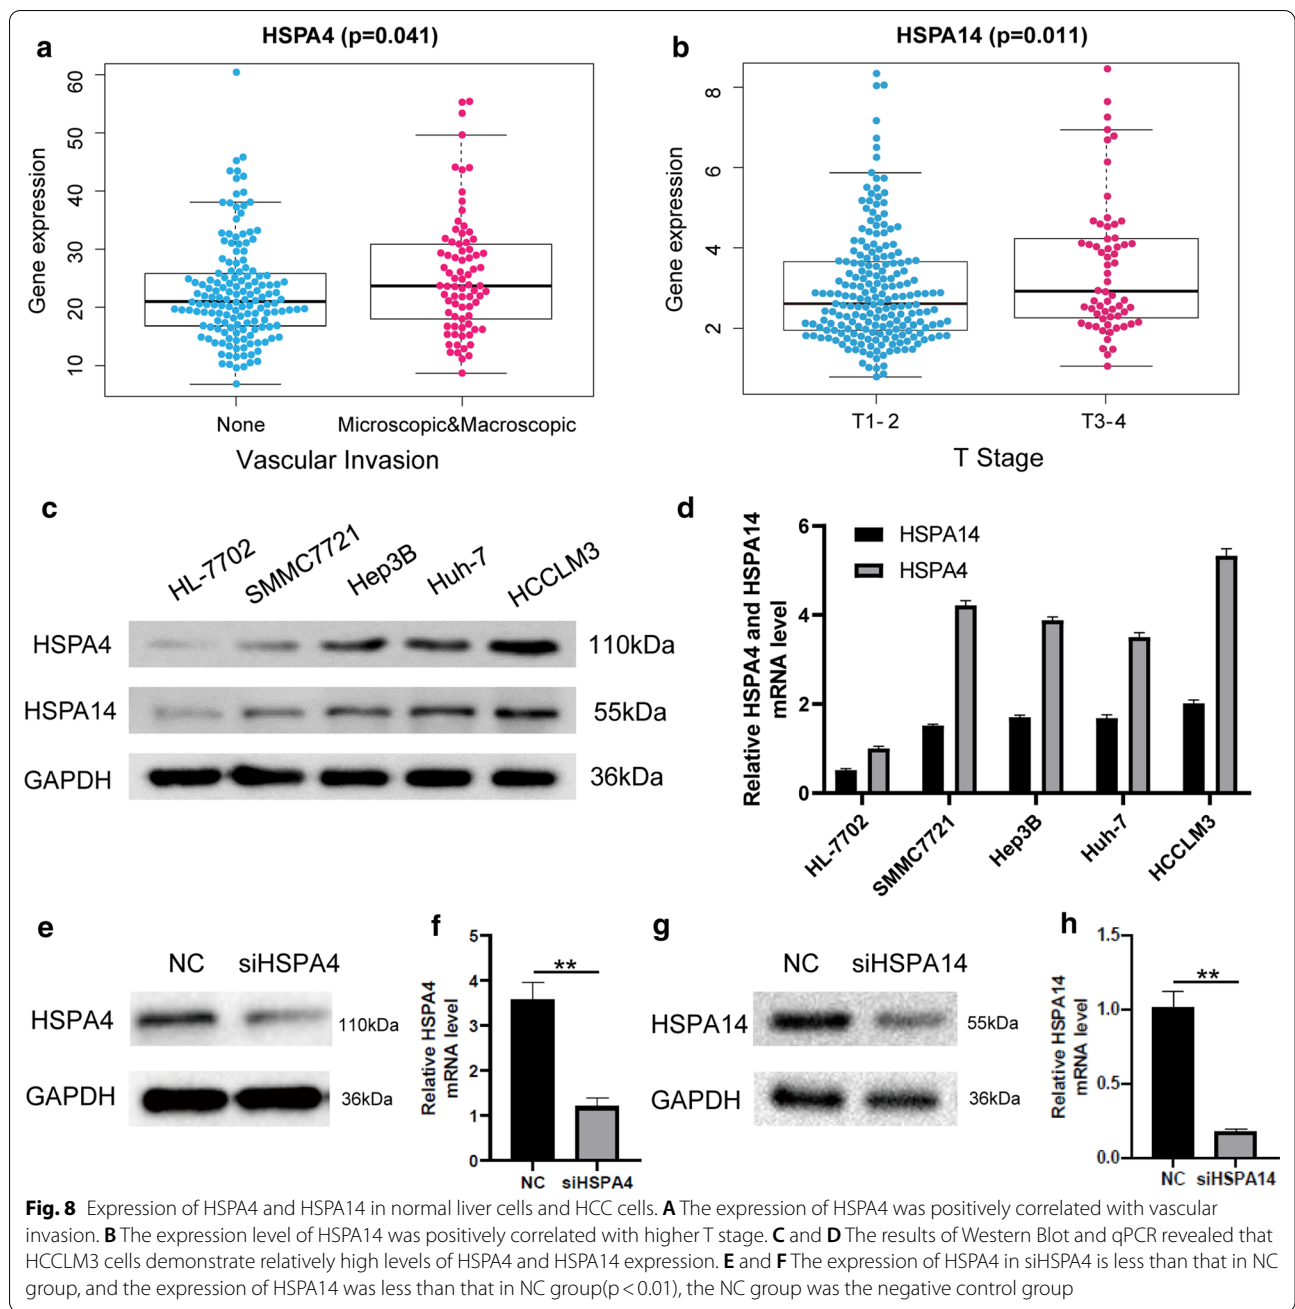 a
HSPA4 (p=0.041)
60
50
40
30
20
10
Gene expression
None
Microscopic&Macroscopic
Vascular Invasion
b
HSPA14 (p=0.011)
8
6
4
2
Gene expression
T1-2
T3-4
T Stage
c
HL-7702
SMMC7721
Hep3B
Huh-7
HCCLM3
HSPA4
110kDa
HSPA14
55kDa
GAPDH
36kDa
d
Relative HSPA4 and HSPA14
mRNA level
6
4
2
0
HSPA14
HSPA4
HL-7702
SMMC7721
Hep3B
Huh-7
HCCLM3
e
NC
siHSPA4
HSPA4
110kDa
GAPDH
36kDa
f
Relative HSPA4
mRNA level
5
4
3
2
1
0
**
NC
siHSPA4
g
NC
siHSPA14
HSPA14
55kDa
GAPDH
36kDa
h
Relative HSPA14
mRNA level
1.5
1.0
0.5
0.0
**
NC
siHSPA14
Fig. 8 Expression of HSPA4 and HSPA14 in normal liver cells and HCC cells. A The expression of HSPA4 was positively correlated with vascular
invasion. B The expression level of HSPA14 was positively correlated with higher T stage. C and D The results of Western Blot and qPCR revealed that
HCCLM3 cells demonstrate relatively high levels of HSPA4 and HSPA14 expression. E and F The expression of HSPA4 in siHSPA4 is less than that in NC
group, and the expression of HSPA14 was less than that in NC group(p < 0.01), the NC group was the negative control group